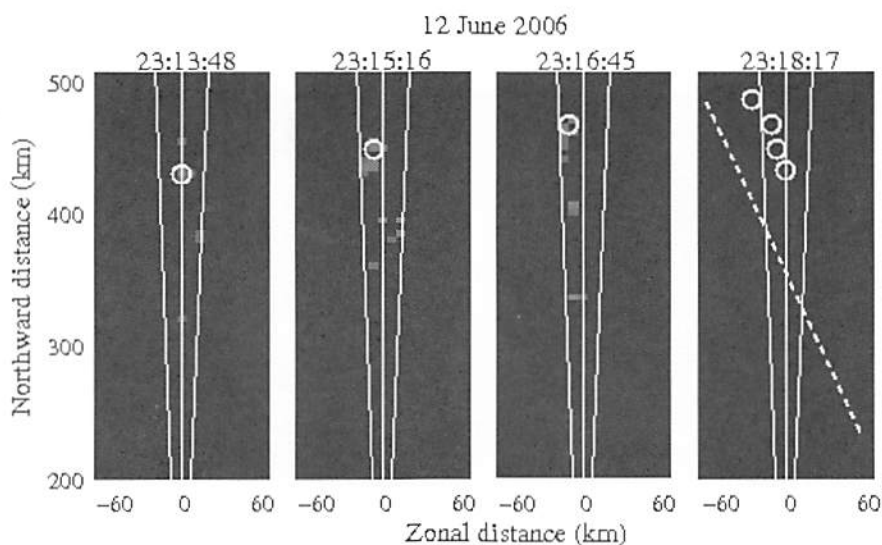 12 June 2006
23:13:48 23:15:16 23:16:45 23:18:17
Northward distance (km)
500
400
300
200
−60 0 60 −60 0 60 −60 0 60 −60 0 60
Zonal distance (km)